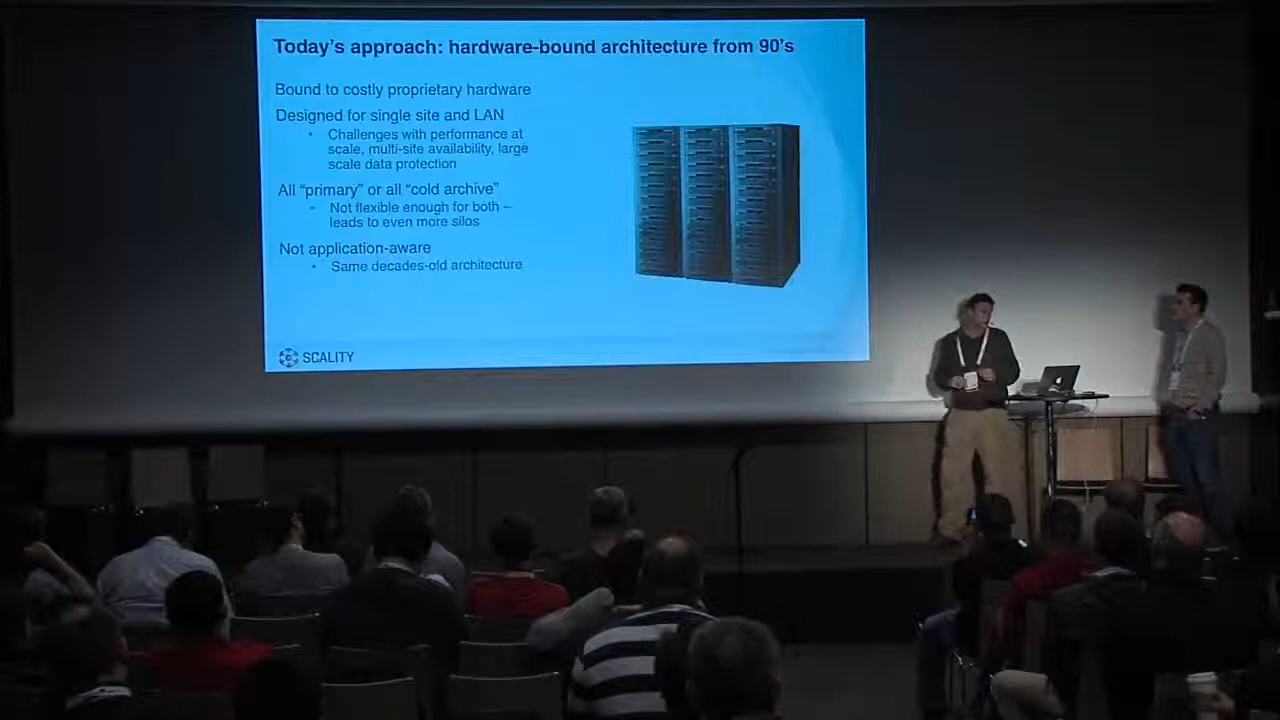 Today's approach: hardware-bound architecture from 90's
Bound to costly proprietary hardware
Designed for single site and LAN
• Challenges with performance at
scale, multi-site availability, large
scale data protection
All "primary" or all "cold archive"
• Not flexible enough for both –
leads to even more silos
Not application-aware
• Same decades-old architecture
SCALITY